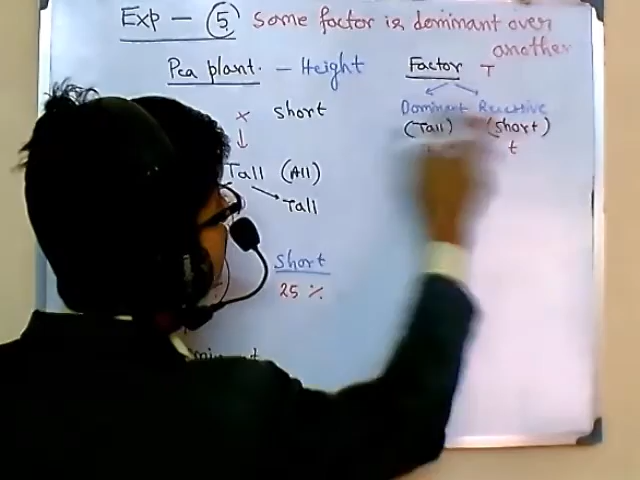 Exp - 5 Some factor is dominant over another
Pea plant. - Height
Factor T
× short
Dominant Recessive
(Tall) (short)
t
Tall (All)
Tall
short
25 %